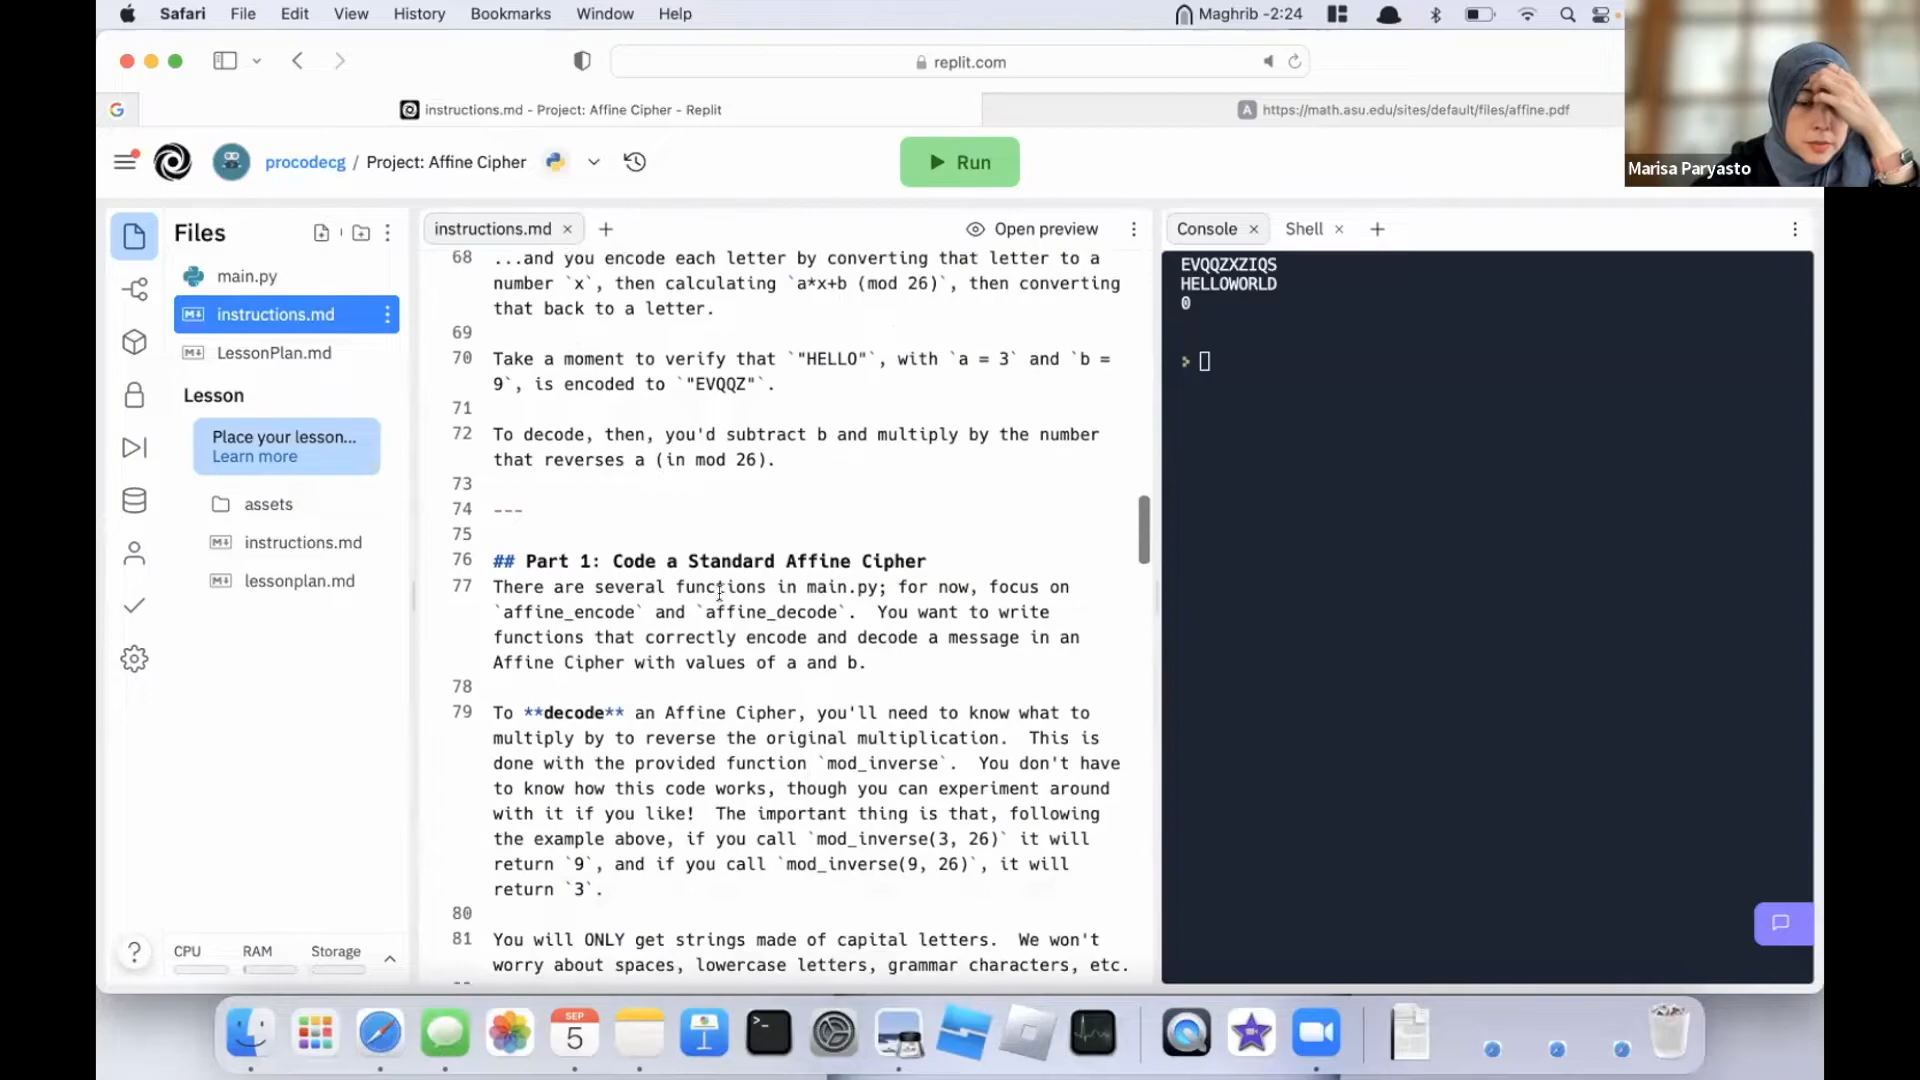 Safari File Edit View History Bookmarks Window Help Maghrib -2:24
replit.com
instructions.md - Project: Affine Cipher - Replit
https://math.asu.edu/sites/default/files/affine.pdf
Marisa Paryasto
procodecg / Project: Affine Cipher
Run
Files
main.py
instructions.md
LessonPlan.md
Lesson
Place your lesson...
Learn more
assets
instructions.md
lessonplan.md
CPU RAM Storage
instructions.md
Open preview
68 ...and you encode each letter by converting that letter to a
number `x`, then calculating `a*x+b (mod 26)`, then converting
that back to a letter.
69
70 Take a moment to verify that `"HELLO"`, with `a = 3` and `b =
9`, is encoded to `"EVQQZ"`.
71
72 To decode, then, you'd subtract b and multiply by the number
that reverses a (in mod 26).
73
74 ---
75
76 ## Part 1: Code a Standard Affine Cipher
77 There are several functions in main.py; for now, focus on
`affine_encode` and `affine_decode`.  You want to write
functions that correctly encode and decode a message in an
Affine Cipher with values of a and b.
78
79 To **decode** an Affine Cipher, you'll need to know what to
multiply by to reverse the original multiplication.  This is
done with the provided function `mod_inverse`.  You don't have
to know how this code works, though you can experiment around
with it if you like!  The important thing is that, following
the example above, if you call `mod_inverse(3, 26)` it will
return `9`, and if you call `mod_inverse(9, 26)`, it will
return `3`.
80
81 You will ONLY get strings made of capital letters.  We won't
worry about spaces, lowercase letters, grammar characters, etc.
Console Shell
EVQQZXZIQS
HELLOWORLD
0
SEP
5